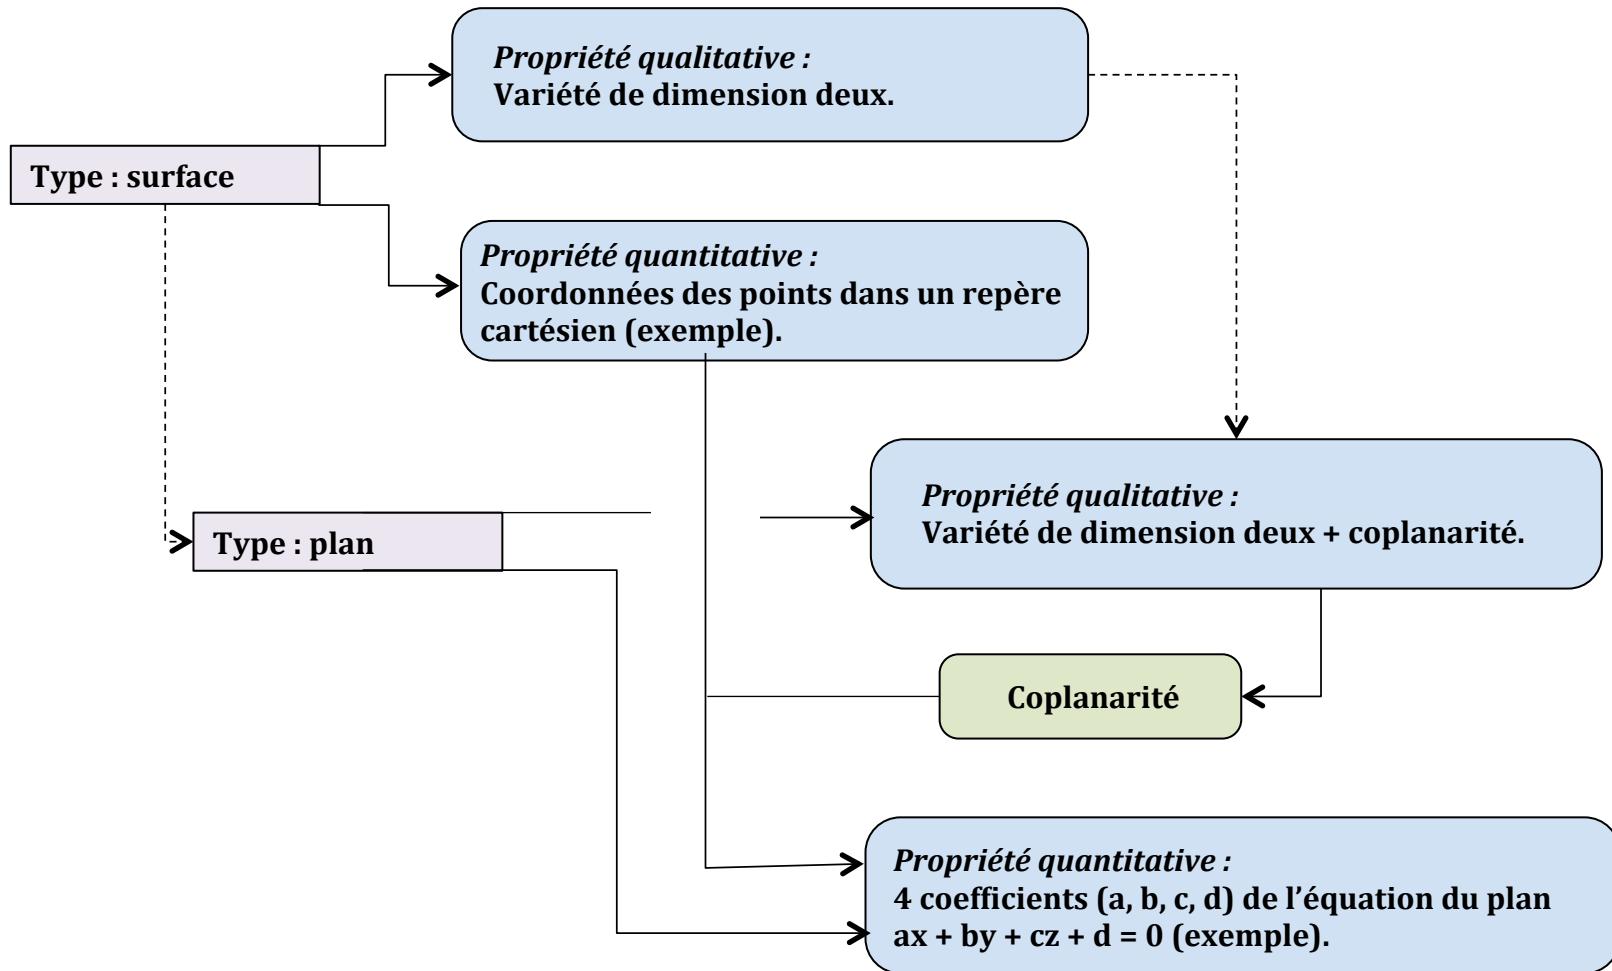 Propriété qualitative :
Variété de dimension deux.
Type : surface
Propriété quantitative :
Coordonnées des points dans un repère
cartésien (exemple).
Propriété qualitative :
Variété de dimension deux + coplanarité.
Type : plan
Coplanarité
Propriété quantitative :
4 coefficients (a, b, c, d) de l’équation du plan
ax + by + cz + d = 0 (exemple).